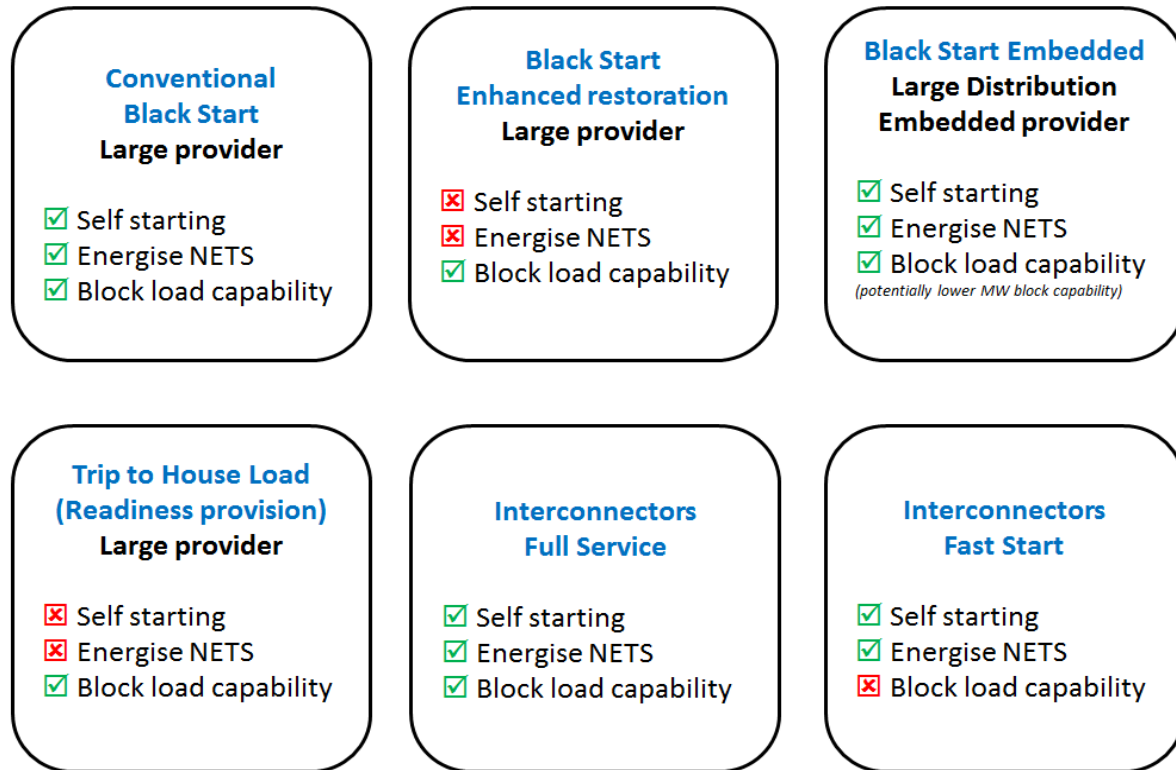 Conventional
Black Start
Large provider
☑ Self starting
☑ Energise NETS
☑ Block load capability
Black Start
Enhanced restoration
Large provider
☒ Self starting
☒ Energise NETS
☑ Block load capability
Black Start Embedded
Large Distribution
Embedded provider
☑ Self starting
☑ Energise NETS
☑ Block load capability
(potentially lower MW block capability)
Trip to House Load
(Readiness provision)
Large provider
☒ Self starting
☒ Energise NETS
☑ Block load capability
Interconnectors
Full Service
☑ Self starting
☑ Energise NETS
☑ Block load capability
Interconnectors
Fast Start
☑ Self starting
☑ Energise NETS
☒ Block load capability